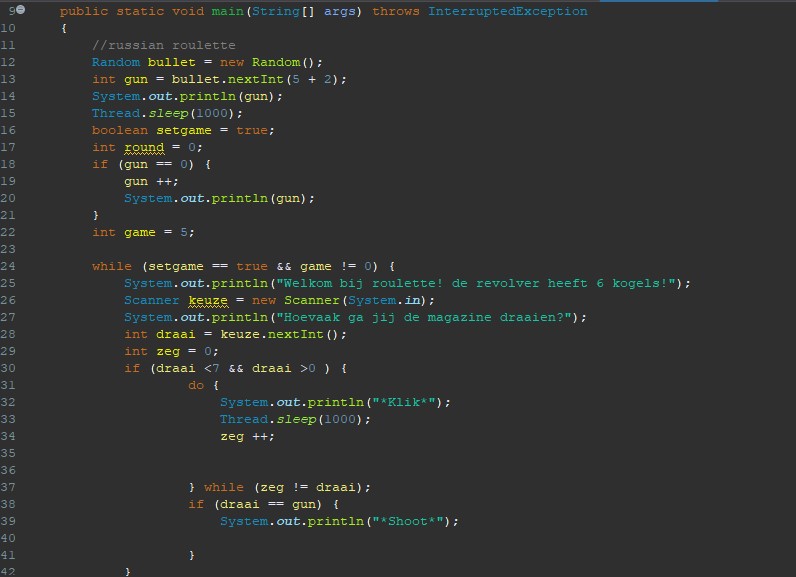 9 public static void main(String[] args) throws InterruptedException
10 {
11 //russian roulette
12 Random bullet = new Random();
13 int gun = bullet.nextInt(5 + 2);
14 System.out.println(gun);
15 Thread.sleep(1000);
16 boolean setgame = true;
17 int round = 0;
18 if (gun == 0) {
19 gun ++;
20 System.out.println(gun);
21 }
22 int game = 5;
23
24 while (setgame == true && game != 0) {
25 System.out.println("Welkom bij roulette! de revolver heeft 6 kogels!");
26 Scanner keuze = new Scanner(System.in);
27 System.out.println("Hoevaak ga jij de magazine draaien?");
28 int draai = keuze.nextInt();
29 int zeg = 0;
30 if (draai <7 && draai >0 ) {
31 do {
32 System.out.println("*Klik*");
33 Thread.sleep(1000);
34 zeg ++;
35
36
37 } while (zeg != draai);
38 if (draai == gun) {
39 System.out.println("*Shoot*");
40
41 }
42 }